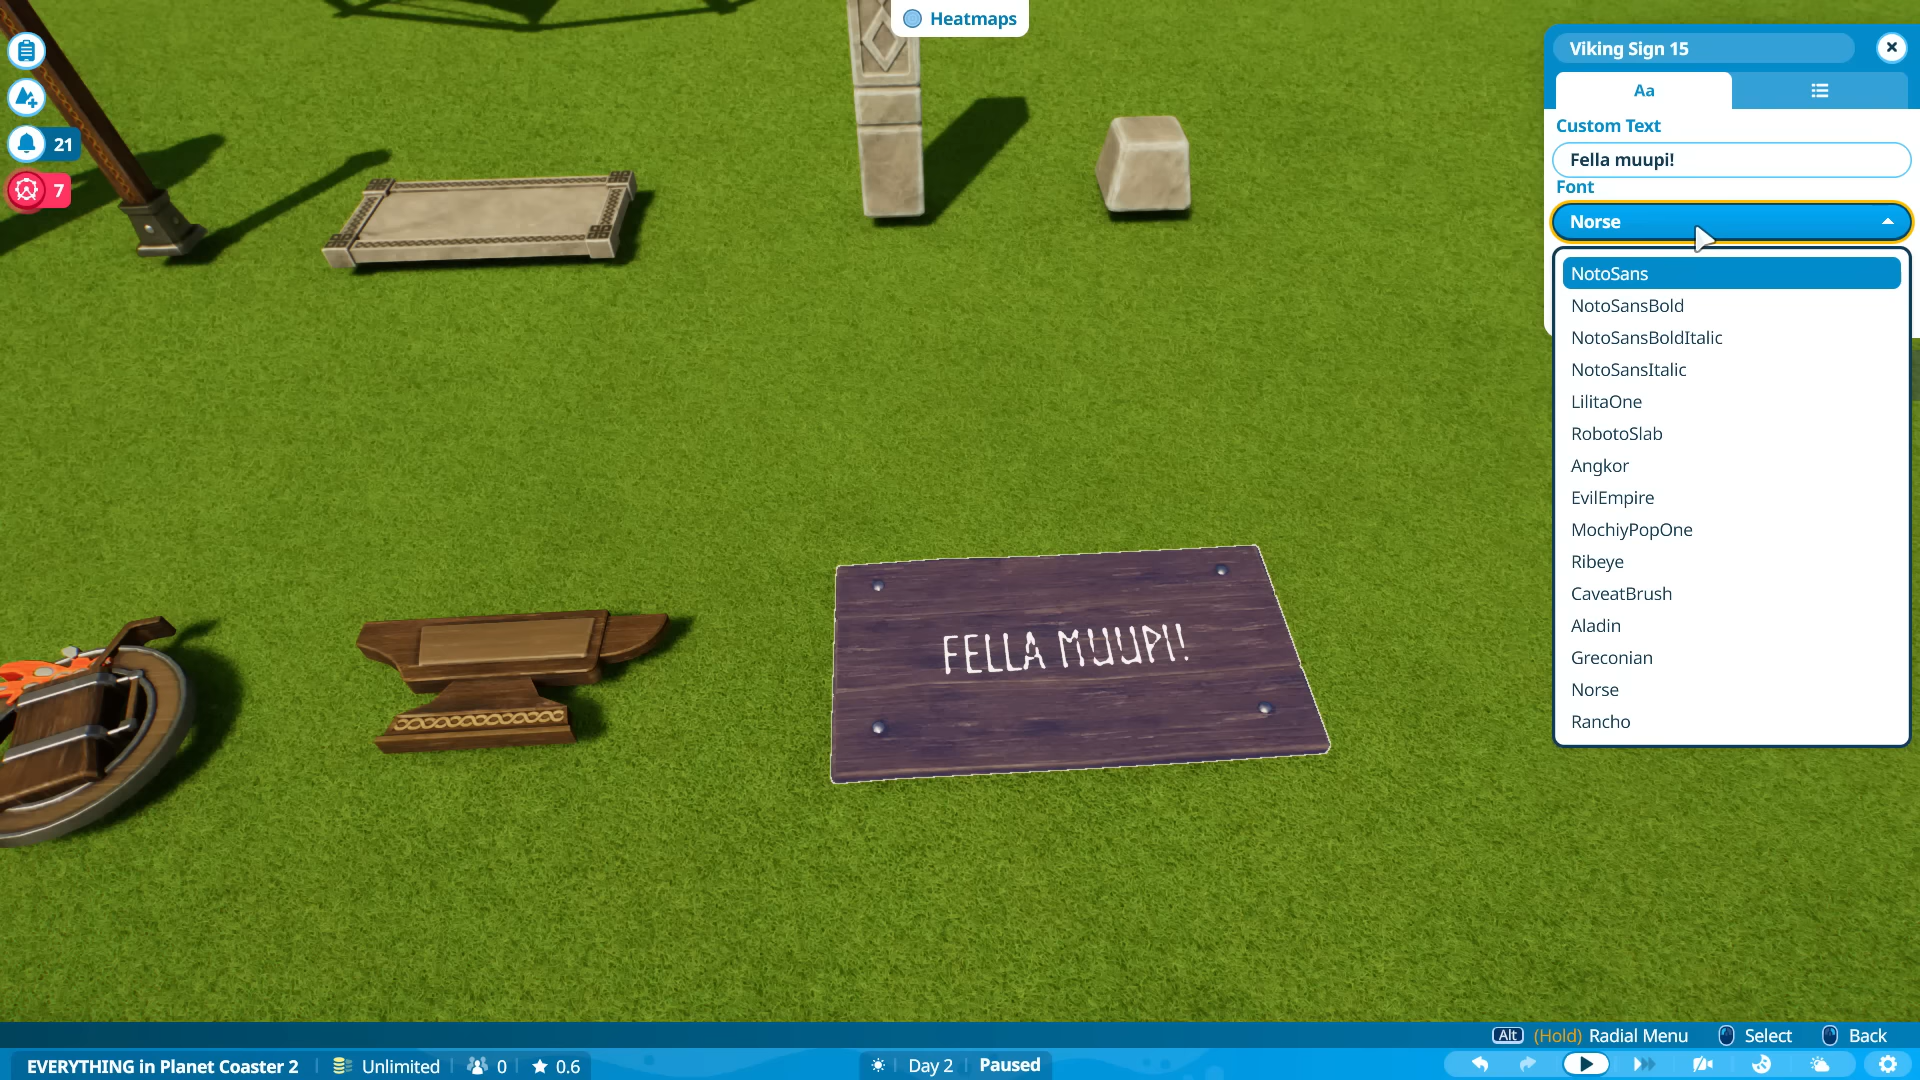 Heatmaps
21
7
Viking Sign 15
Aa
Custom Text
Fella muupi!
Font
Norse
NotoSans
NotoSansBold
NotoSansBoldItalic
NotoSansItalic
LilitaOne
RobotoSlab
Angkor
EvilEmpire
MochiyPopOne
Ribeye
CaveatBrush
Aladin
Greconian
Norse
Rancho
FELLA MUUPI!
Alt (Hold) Radial Menu Select Back
EVERYTHING in Planet Coaster 2 Unlimited 0 0.6 Day 2 Paused